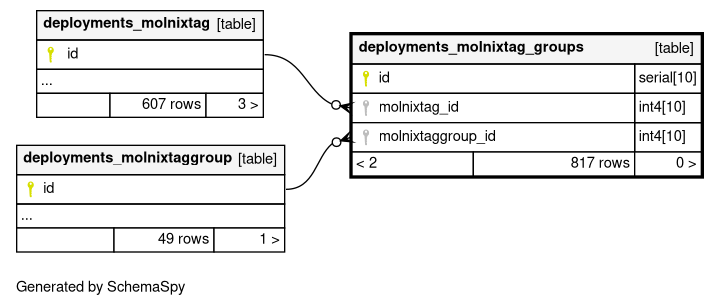 deployments_molnixtag [table]
id
...
607 rows 3 >
deployments_molnixtag_groups [table]
id serial[10]
molnixtag_id int4[10]
molnixtaggroup_id int4[10]
< 2 817 rows 0 >
deployments_molnixtaggroup [table]
id
...
49 rows 1 >
Generated by SchemaSpy